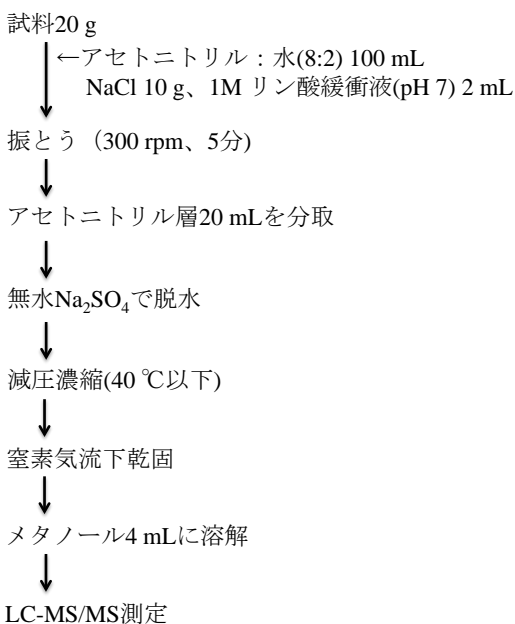 試料20 g
←アセトニトリル：水(8:2) 100 mL
NaCl 10 g、1M リン酸緩衝液(pH 7) 2 mL
振とう（300 rpm、5分)
アセトニトリル層20 mLを分取
無水Na₂SO₄で脱水
減圧濃縮(40 ℃以下)
窒素気流下乾固
メタノール4 mLに溶解
LC-MS/MS測定